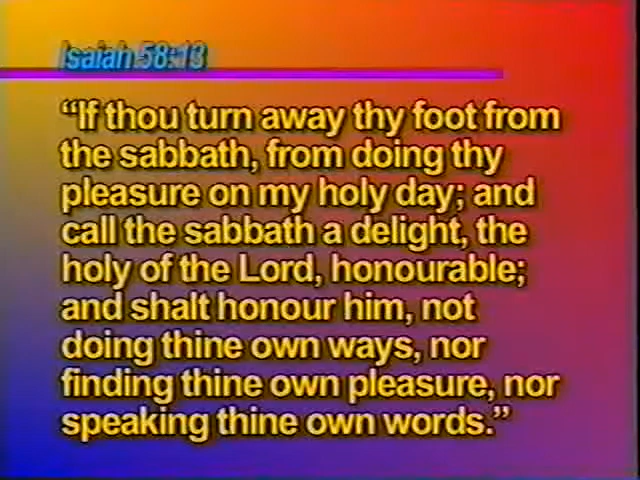 Isaiah 58:13
“If thou turn away thy foot from
the sabbath, from doing thy
pleasure on my holy day; and
call the sabbath a delight, the
holy of the Lord, honourable;
and shalt honour him, not
doing thine own ways, nor
finding thine own pleasure, nor
speaking thine own words.”